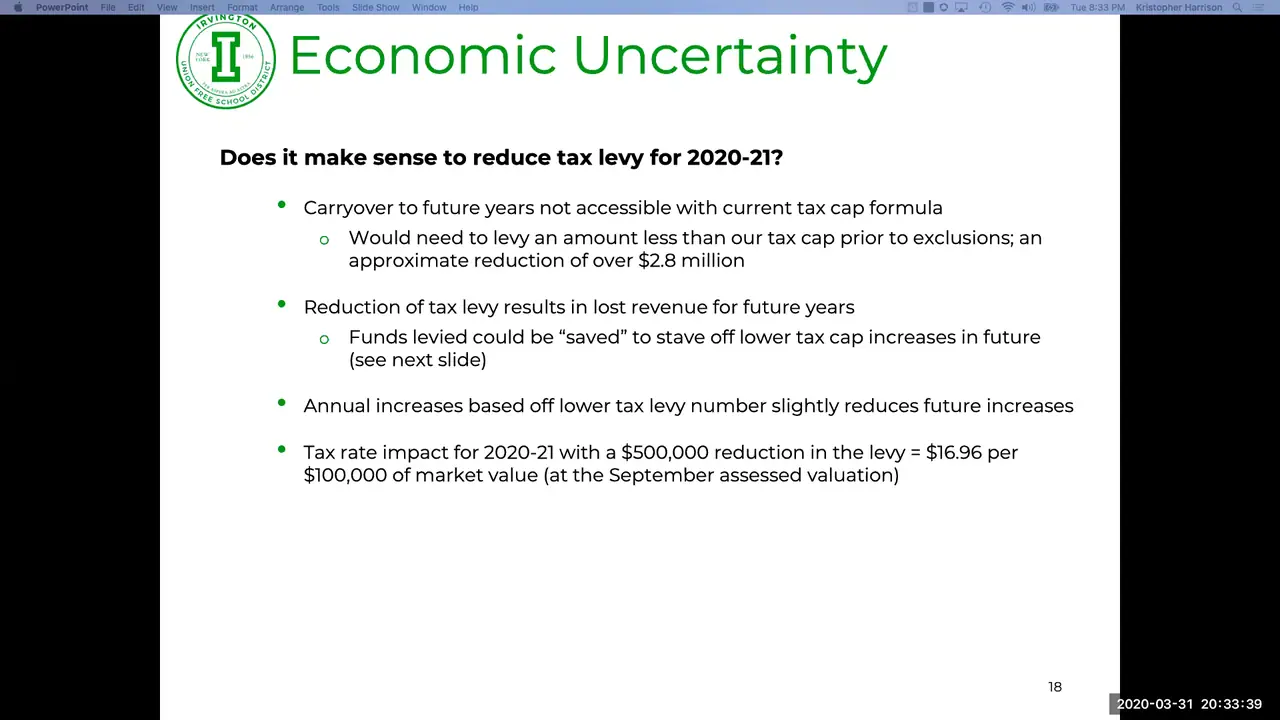 PowerPoint File Edit View Insert Format Arrange Tools Slide Show Window Help Tue 8:33 PM Kristopher Harrison
IRVINGTON
NEW YORK 1956
UNION FREE SCHOOL DISTRICT
Economic Uncertainty
Does it make sense to reduce tax levy for 2020-21?
• Carryover to future years not accessible with current tax cap formula
o Would need to levy an amount less than our tax cap prior to exclusions; an
approximate reduction of over $2.8 million
• Reduction of tax levy results in lost revenue for future years
o Funds levied could be “saved” to stave off lower tax cap increases in future
(see next slide)
• Annual increases based off lower tax levy number slightly reduces future increases
• Tax rate impact for 2020-21 with a $500,000 reduction in the levy = $16.96 per
$100,000 of market value (at the September assessed valuation)
18
2020-03-31 20:33:39